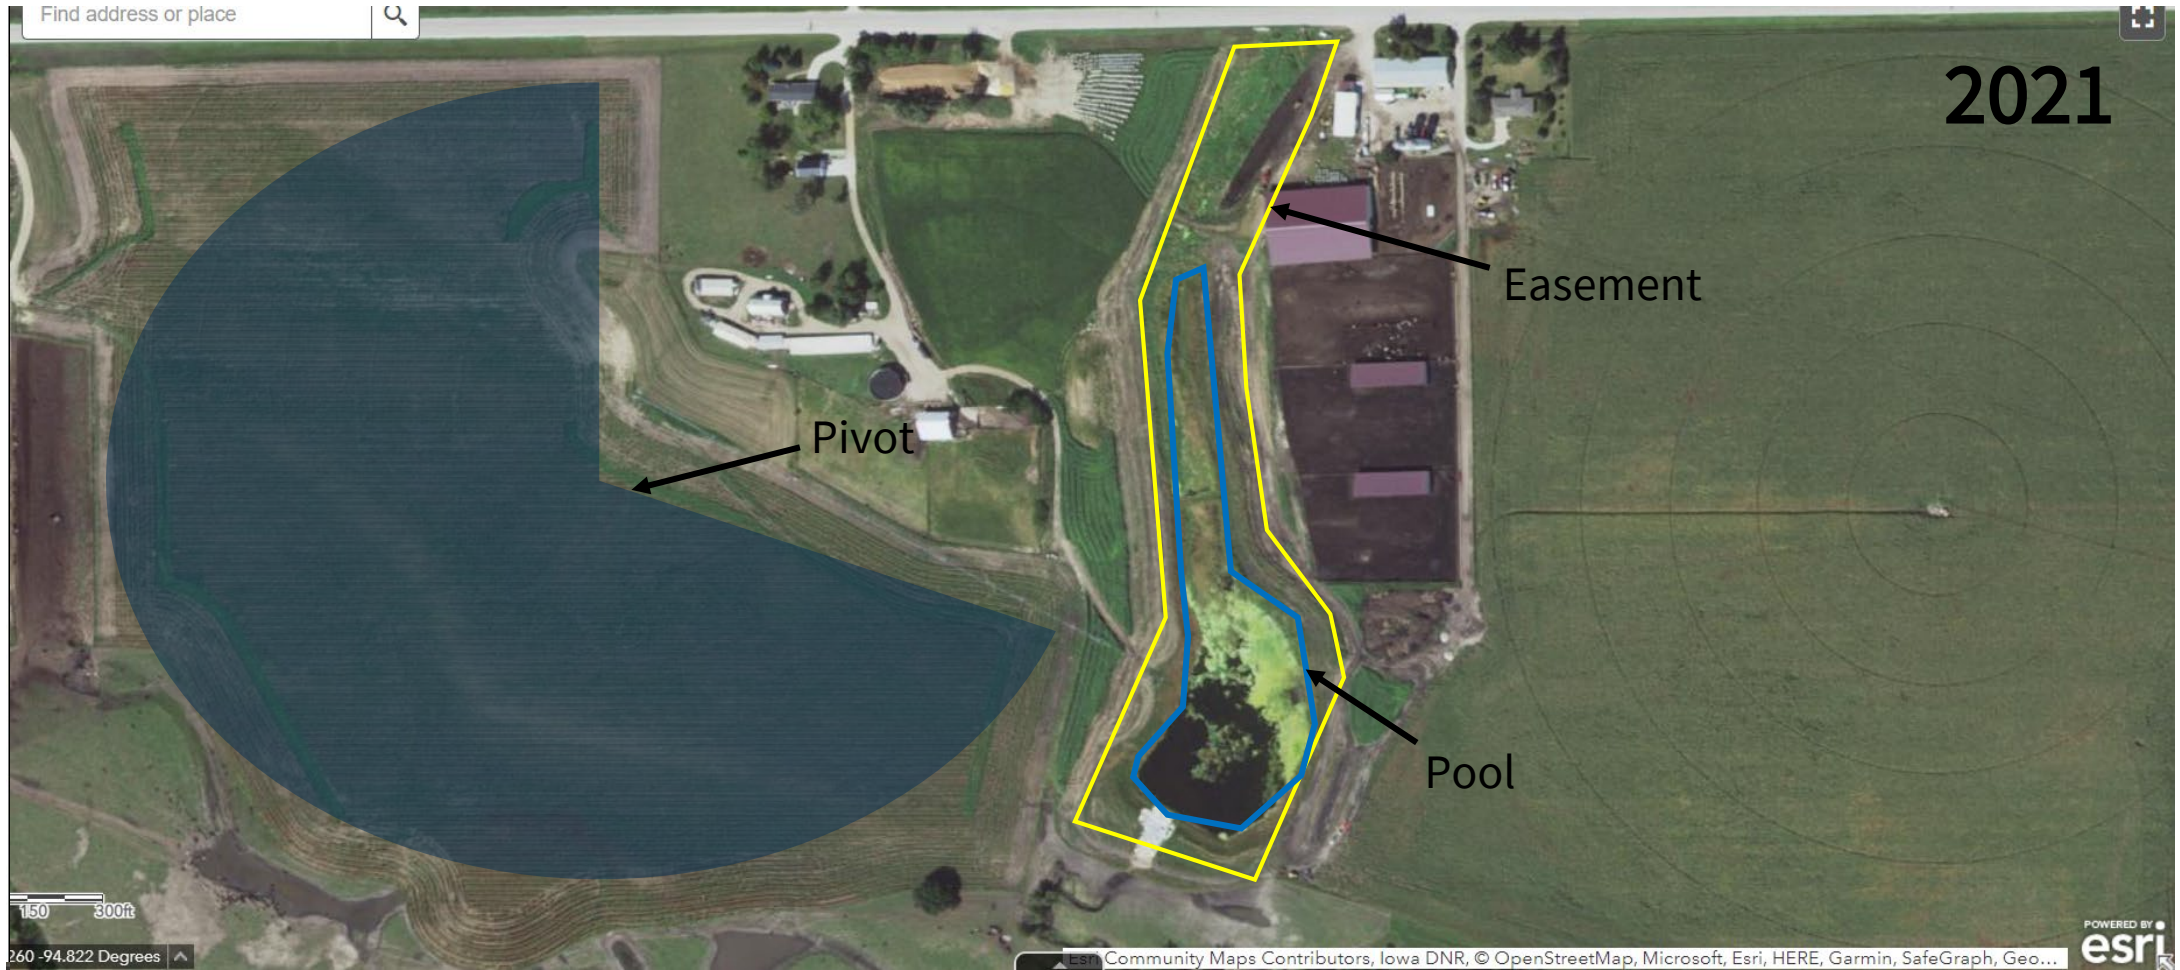 Find address or place
2021
Easement
Pivot
Pool
150 300ft
260 -94.822 Degrees
Esri Community Maps Contributors, Iowa DNR, © OpenStreetMap, Microsoft, Esri, HERE, Garmin, SafeGraph, Geo...
POWERED BY
esri